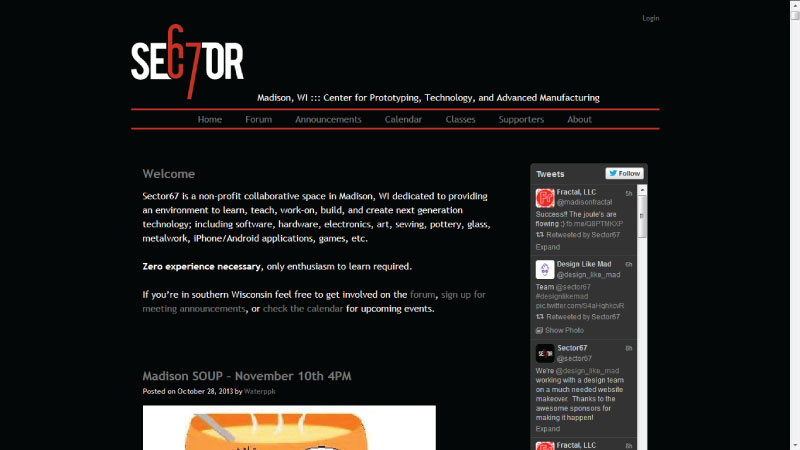 Login
SECTOR
67
Madison, WI ::: Center for Prototyping, Technology, and Advanced Manufacturing
Home Forum Announcements Calendar Classes Supporters About
Welcome
Sector67 is a non-profit collaborative space in Madison, WI dedicated to providing
an environment to learn, teach, work-on, build, and create next generation
technology; including software, hardware, electronics, art, sewing, pottery, glass,
metalwork, iPhone/Android applications, games, etc.
Zero experience necessary, only enthusiasm to learn required.
If you're in southern Wisconsin feel free to get involved on the forum, sign up for
meeting announcements, or check the calendar for upcoming events.
Madison SOUP – November 10th 4PM
Posted on October 28, 2013 by Waterppk
Tweets Follow
Fractal, LLC 5h
@madisonfractal
Success!! The joule's are
flowing :) fb.me/Q8PTMKXP
Retweeted by Sector67
Expand
Design Like Mad 6h
@design_like_mad
Team @sector67
#designlikemad
pic.twitter.com/S4aHqhkcvR
Retweeted by Sector67
Show Photo
Sector67 8h
@sector67
We're @design_like_mad
working with a design team
on a much needed website
makeover. Thanks to the
awesome sponsors for
making it happen!
Expand
Fractal, LLC 8h